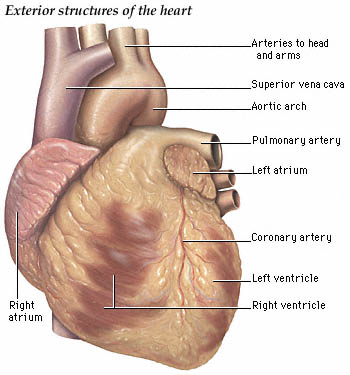 Exterior structures of the heart
Arteries to head
and arms
Superior vena cava
Aortic arch
Pulmonary artery
Left atrium
Coronary artery
Left ventricle
Right ventricle
Right
atrium